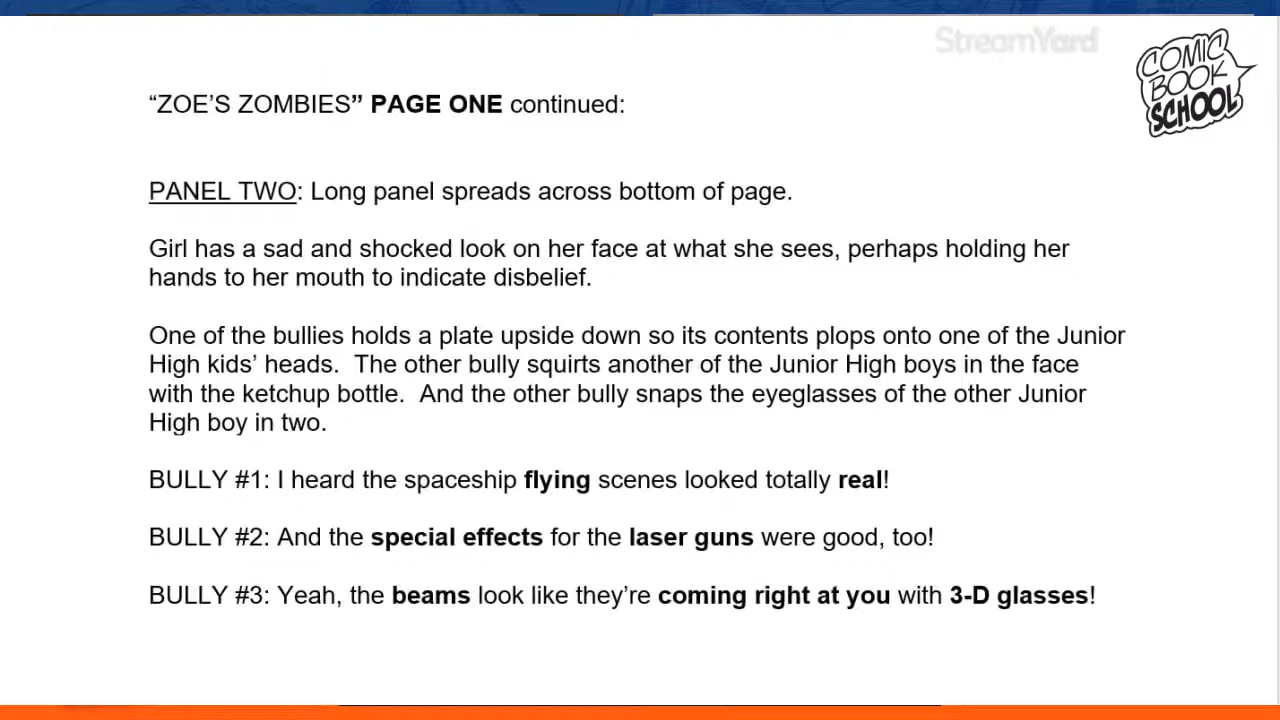 StreamYard
COMIC
BOOK
SCHOOL
“ZOE’S ZOMBIES” PAGE ONE continued:
PANEL TWO: Long panel spreads across bottom of page.
Girl has a sad and shocked look on her face at what she sees, perhaps holding her
hands to her mouth to indicate disbelief.
One of the bullies holds a plate upside down so its contents plops onto one of the Junior
High kids’ heads.  The other bully squirts another of the Junior High boys in the face
with the ketchup bottle.  And the other bully snaps the eyeglasses of the other Junior
High boy in two.
BULLY #1: I heard the spaceship flying scenes looked totally real!
BULLY #2: And the special effects for the laser guns were good, too!
BULLY #3: Yeah, the beams look like they’re coming right at you with 3-D glasses!